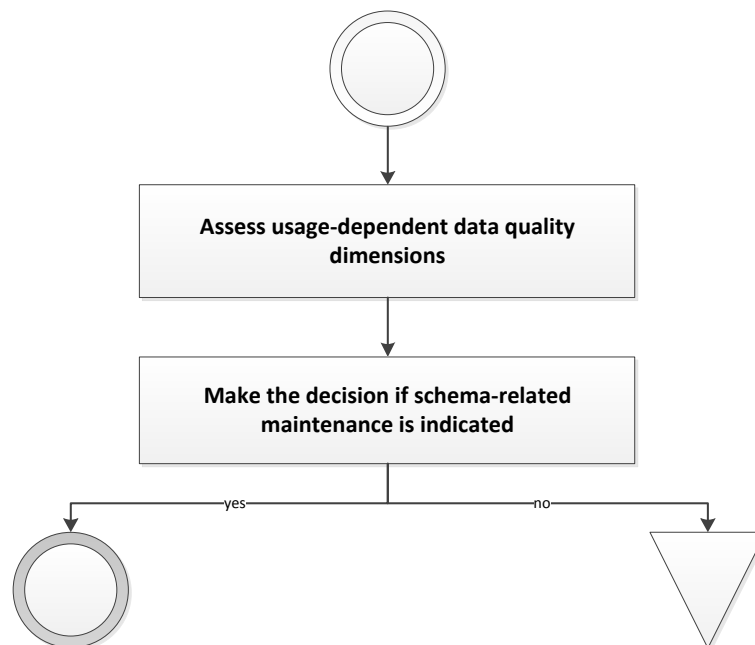 Assess usage-dependent data quality
dimensions
Make the decision if schema-related
maintenance is indicated
yes
no